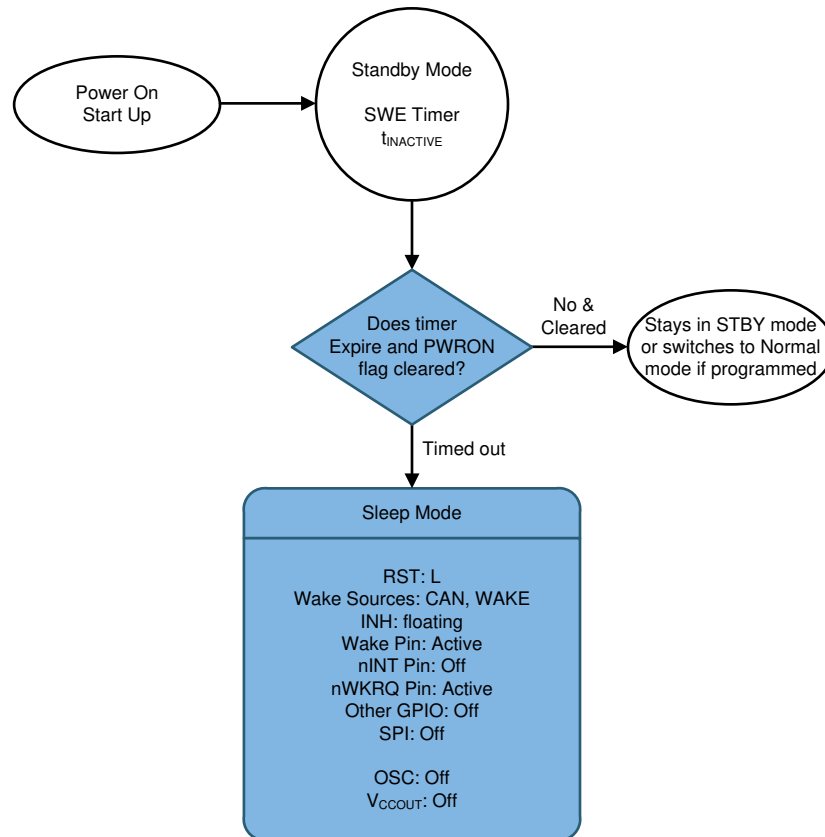 Power On
Start Up
Standby Mode
SWE Timer
tINACTIVE
Does timer
Expire and PWRON
flag cleared?
No &
Cleared
Stays in STBY mode
or switches to Normal
mode if programmed
Timed out
Sleep Mode
RST: L
Wake Sources: CAN, WAKE
INH: floating
Wake Pin: Active
nINT Pin: Off
nWKRQ Pin: Active
Other GPIO: Off
SPI: Off
OSC: Off
VCCOUT: Off